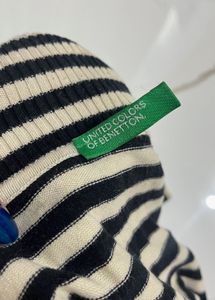 UNITED COLORS
OF BENETTON.